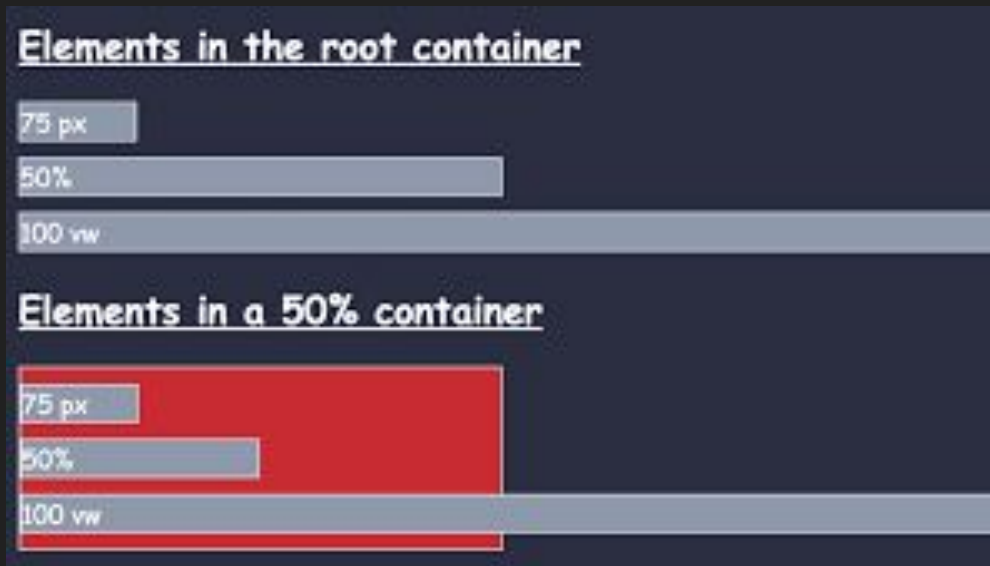 Elements in the root container
75 px
50%
100 vw
Elements in a 50% container
75 px
50%
100 vw